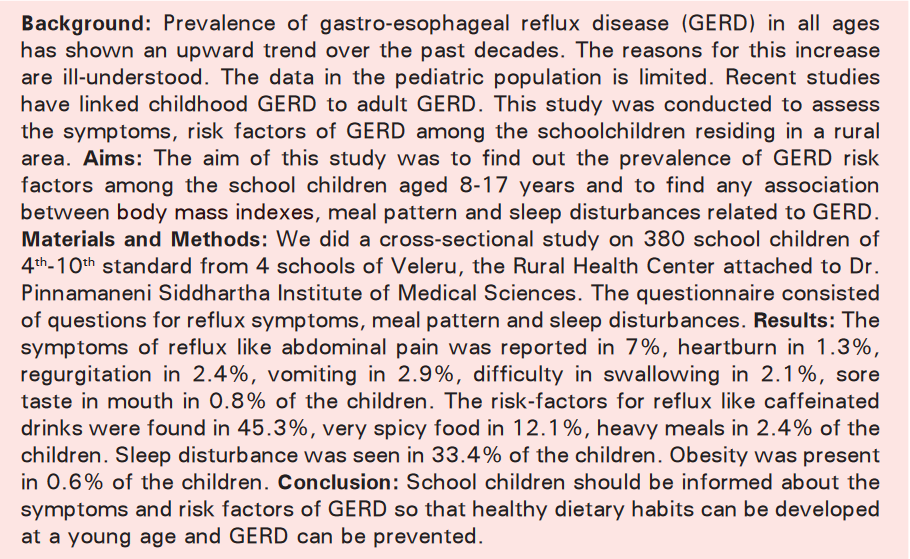 Background: Prevalence of gastro-esophageal reflux disease (GERD) in all ages
has shown an upward trend over the past decades. The reasons for this increase
are ill-understood. The data in the pediatric population is limited. Recent studies
have linked childhood GERD to adult GERD. This study was conducted to assess
the symptoms, risk factors of GERD among the schoolchildren residing in a rural
area. Aims: The aim of this study was to find out the prevalence of GERD risk
factors among the school children aged 8-17 years and to find any association
between body mass indexes, meal pattern and sleep disturbances related to GERD.
Materials and Methods: We did a cross-sectional study on 380 school children of
4th-10th standard from 4 schools of Veleru, the Rural Health Center attached to Dr.
Pinnamaneni Siddhartha Institute of Medical Sciences. The questionnaire consisted
of questions for reflux symptoms, meal pattern and sleep disturbances. Results: The
symptoms of reflux like abdominal pain was reported in 7%, heartburn in 1.3%,
regurgitation in 2.4%, vomiting in 2.9%, difficulty in swallowing in 2.1%, sore
taste in mouth in 0.8% of the children. The risk-factors for reflux like caffeinated
drinks were found in 45.3%, very spicy food in 12.1%, heavy meals in 2.4% of the
children. Sleep disturbance was seen in 33.4% of the children. Obesity was present
in 0.6% of the children. Conclusion: School children should be informed about the
symptoms and risk factors of GERD so that healthy dietary habits can be developed
at a young age and GERD can be prevented.